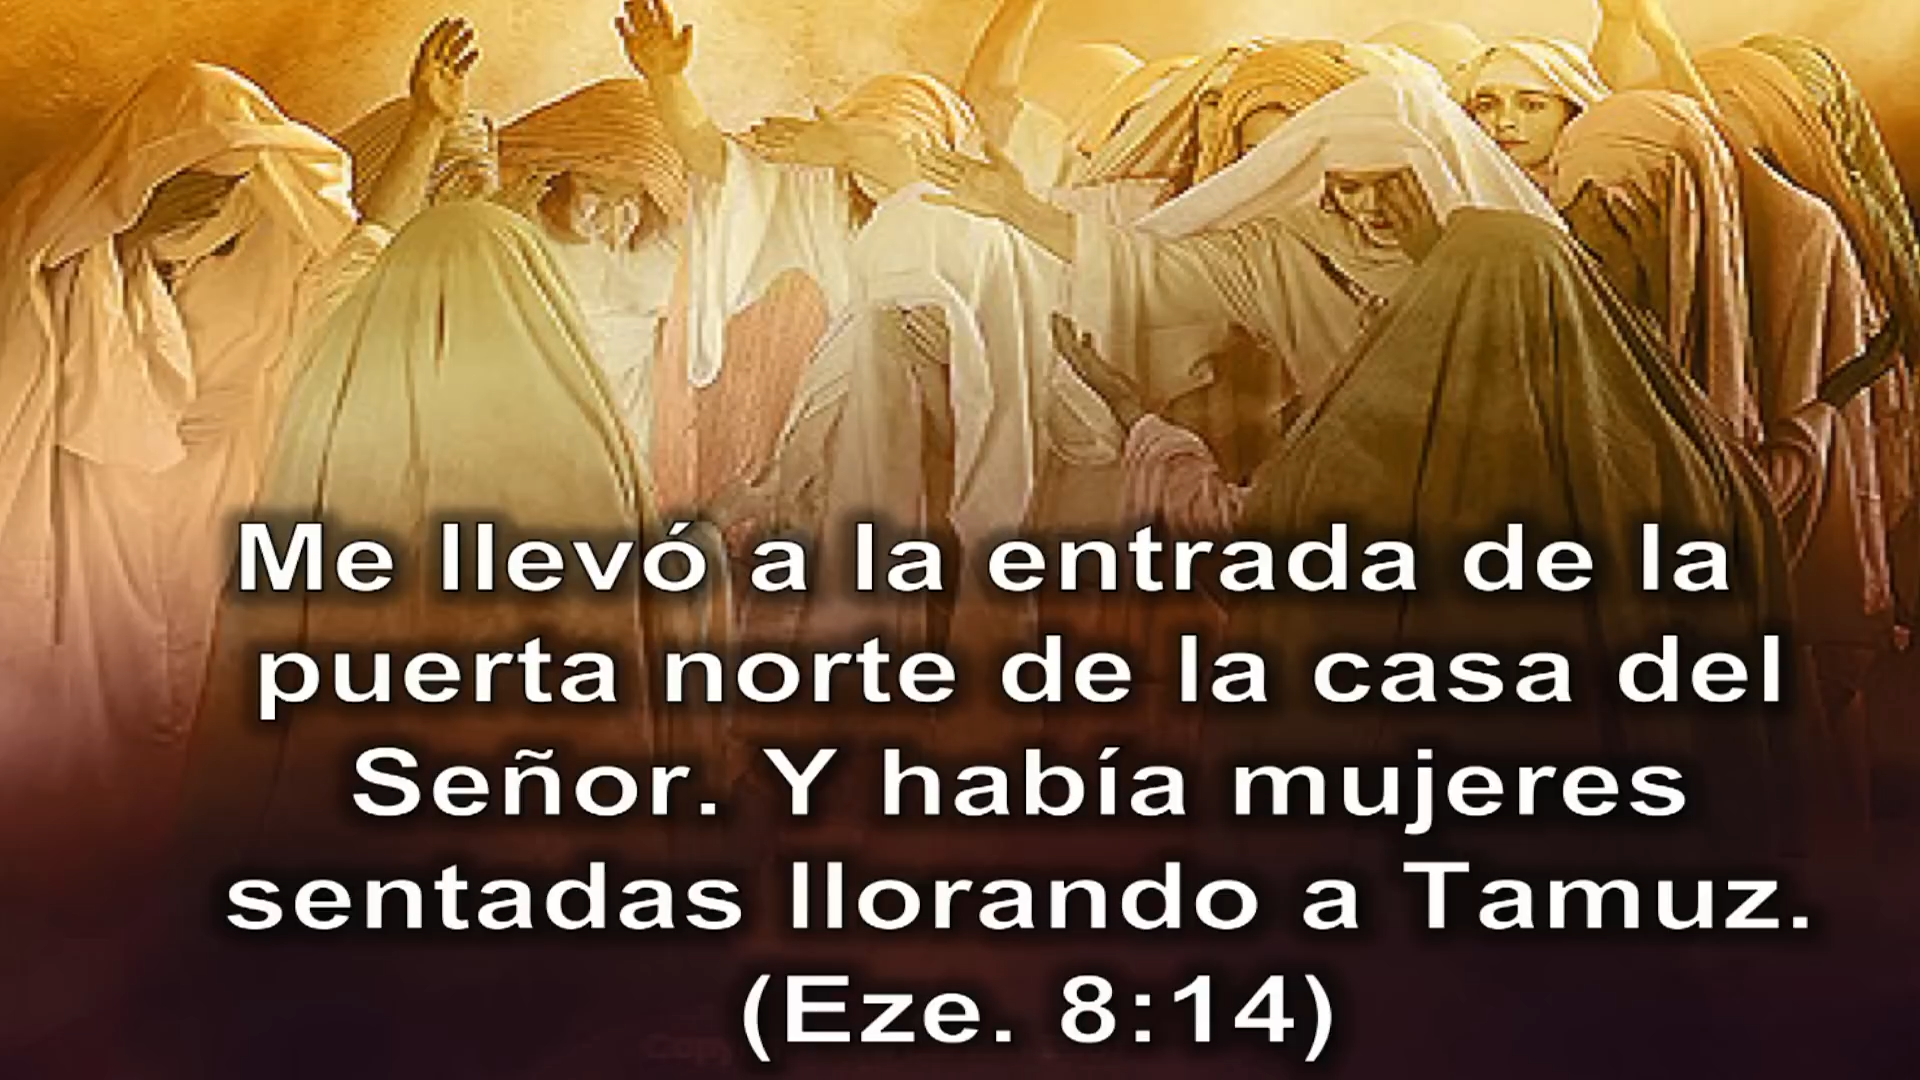 Me llevó a la entrada de la
puerta norte de la casa del
Señor. Y había mujeres
sentadas llorando a Tamuz.
(Eze. 8:14)